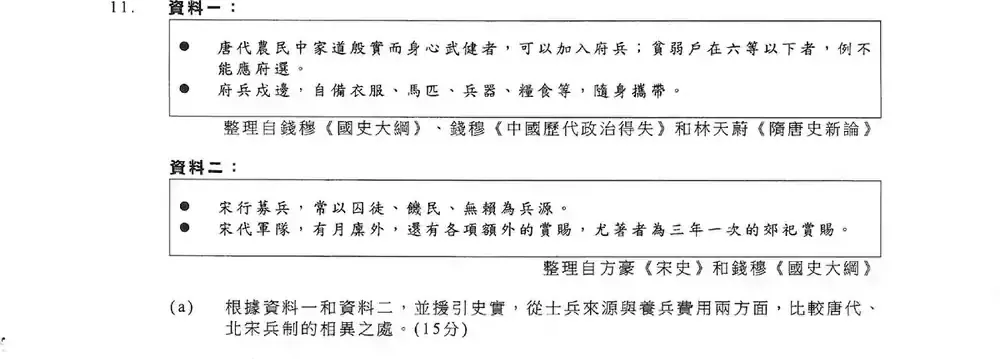 11. 資料一：
● 唐代農民中家道殷實而身心武健者，可以加入府兵；貧弱戶在六等以下者，例不
能應府選。
● 府兵戍邊，自備衣服、馬匹、兵器、糧食等，隨身攜帶。
整理自錢穆《國史大綱》、錢穆《中國歷代政治得失》和林天蔚《隋唐史新論》
資料二：
● 宋行募兵，常以囚徒、饑民、無賴為兵源。
● 宋代軍隊，有月廩外，還有各項額外的賞賜，尤著者為三年一次的郊祀賞賜。
整理自方豪《宋史》和錢穆《國史大綱》
(a) 根據資料一和資料二，並援引史實，從士兵來源與養兵費用兩方面，比較唐代、
北宋兵制的相異之處。(15分)